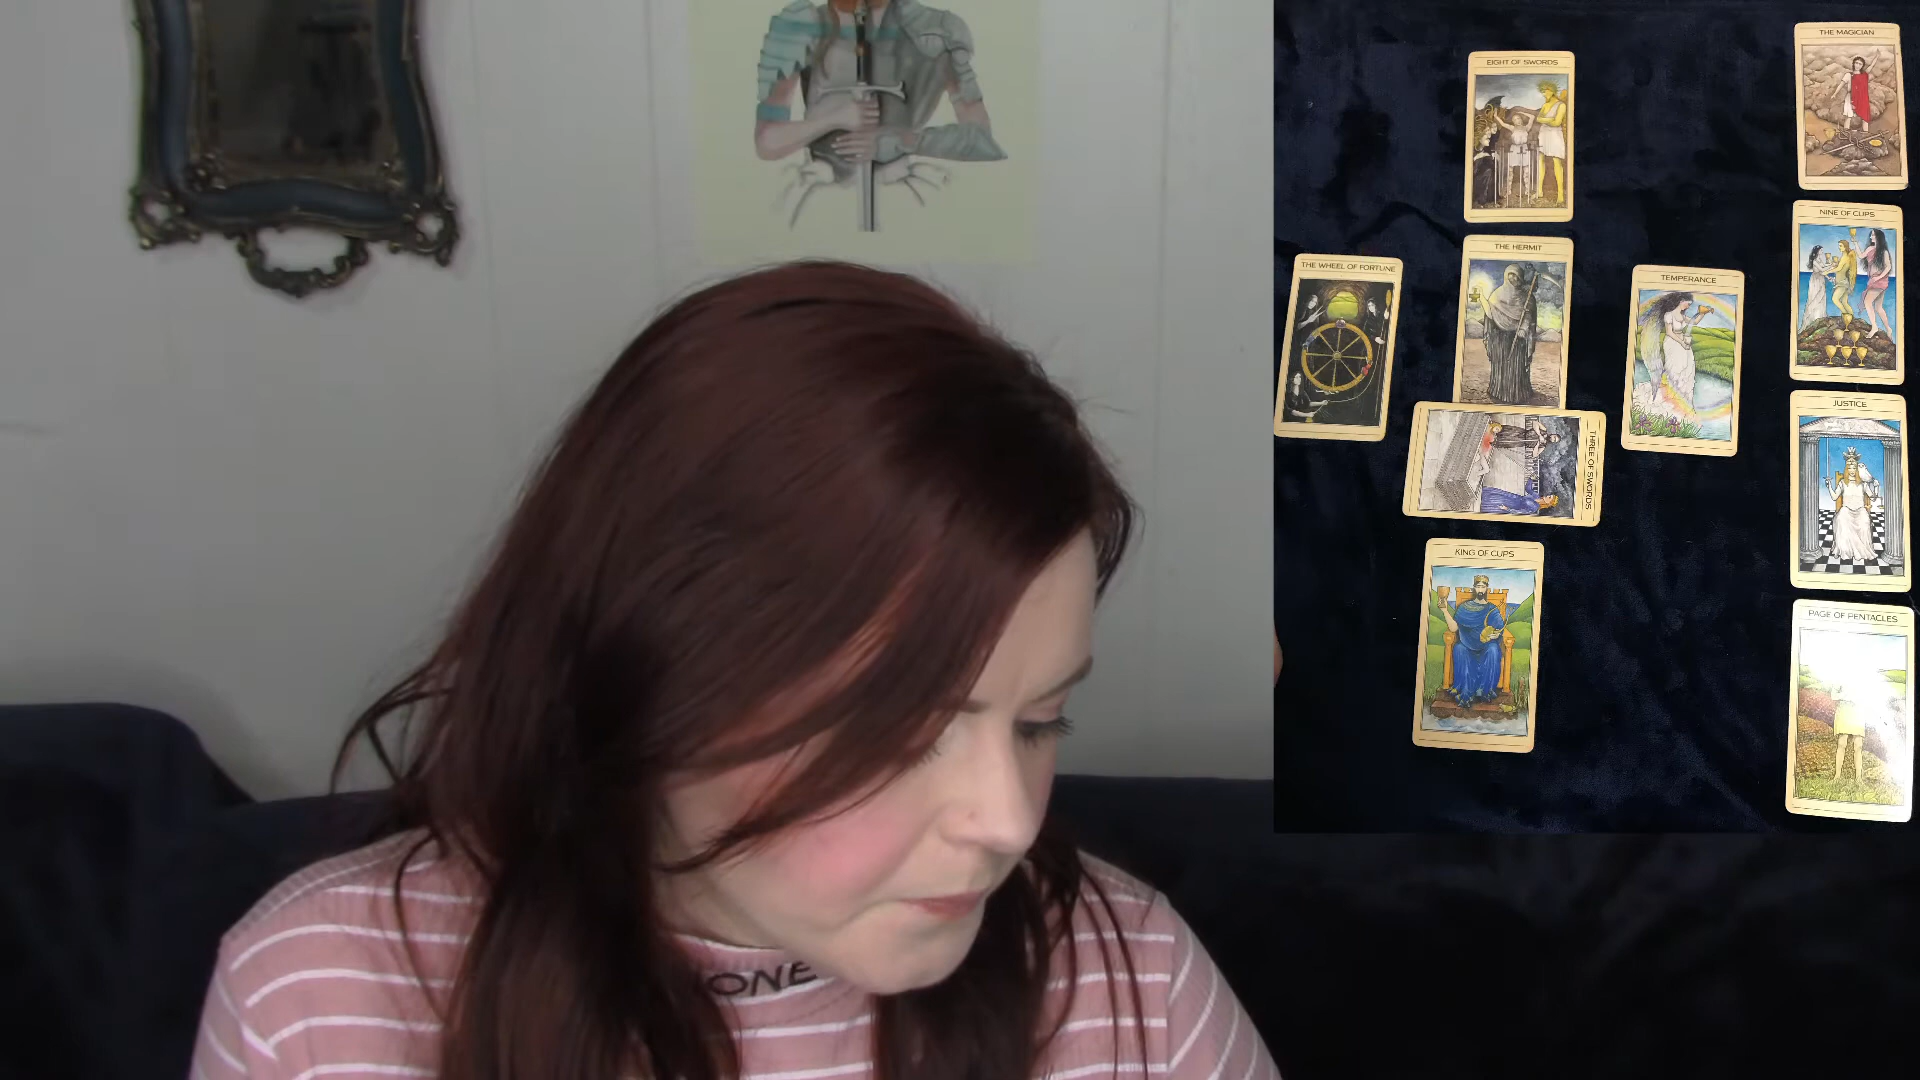 THE MAGICIAN
EIGHT OF SWORDS
NINE OF CUPS
THE HERMIT
THE WHEEL OF FORTUNE
TEMPERANCE
JUSTICE
THREE OF SWORDS
KING OF CUPS
PAGE OF PENTACLES
ONE